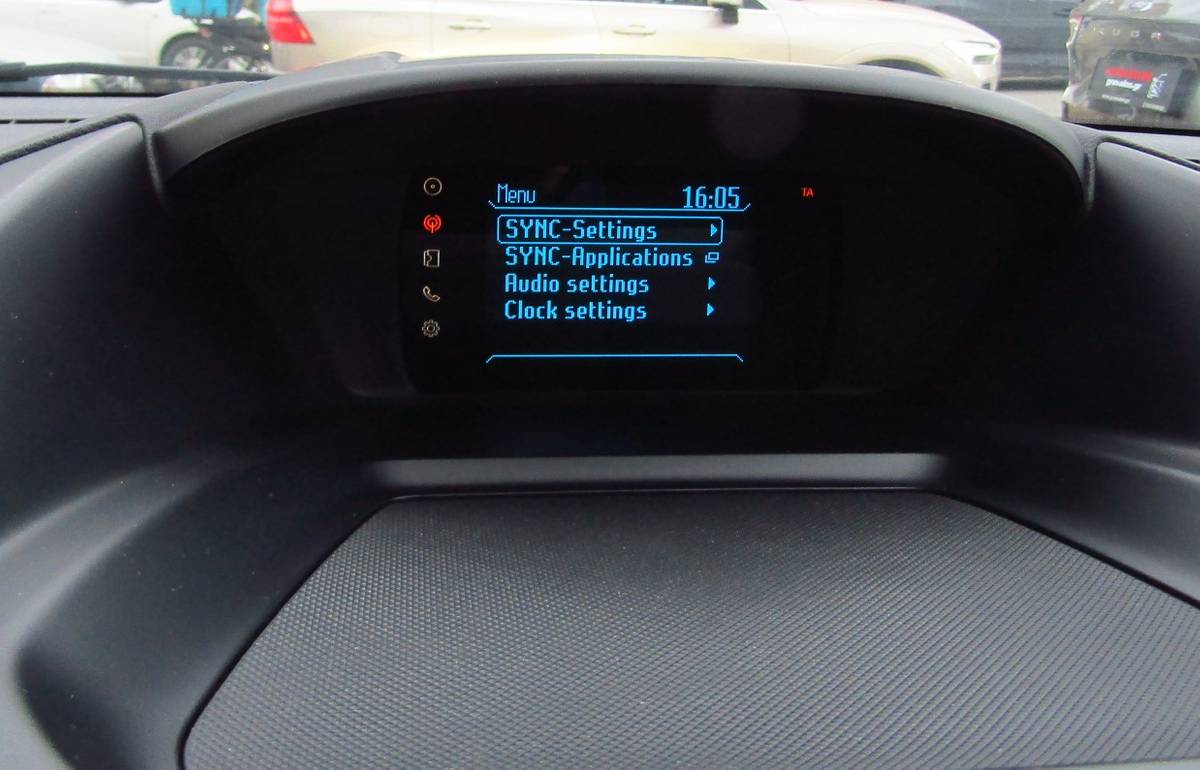 Menu 16:05
TA
SYNC-Settings
SYNC-Applications
Audio settings
Clock settings